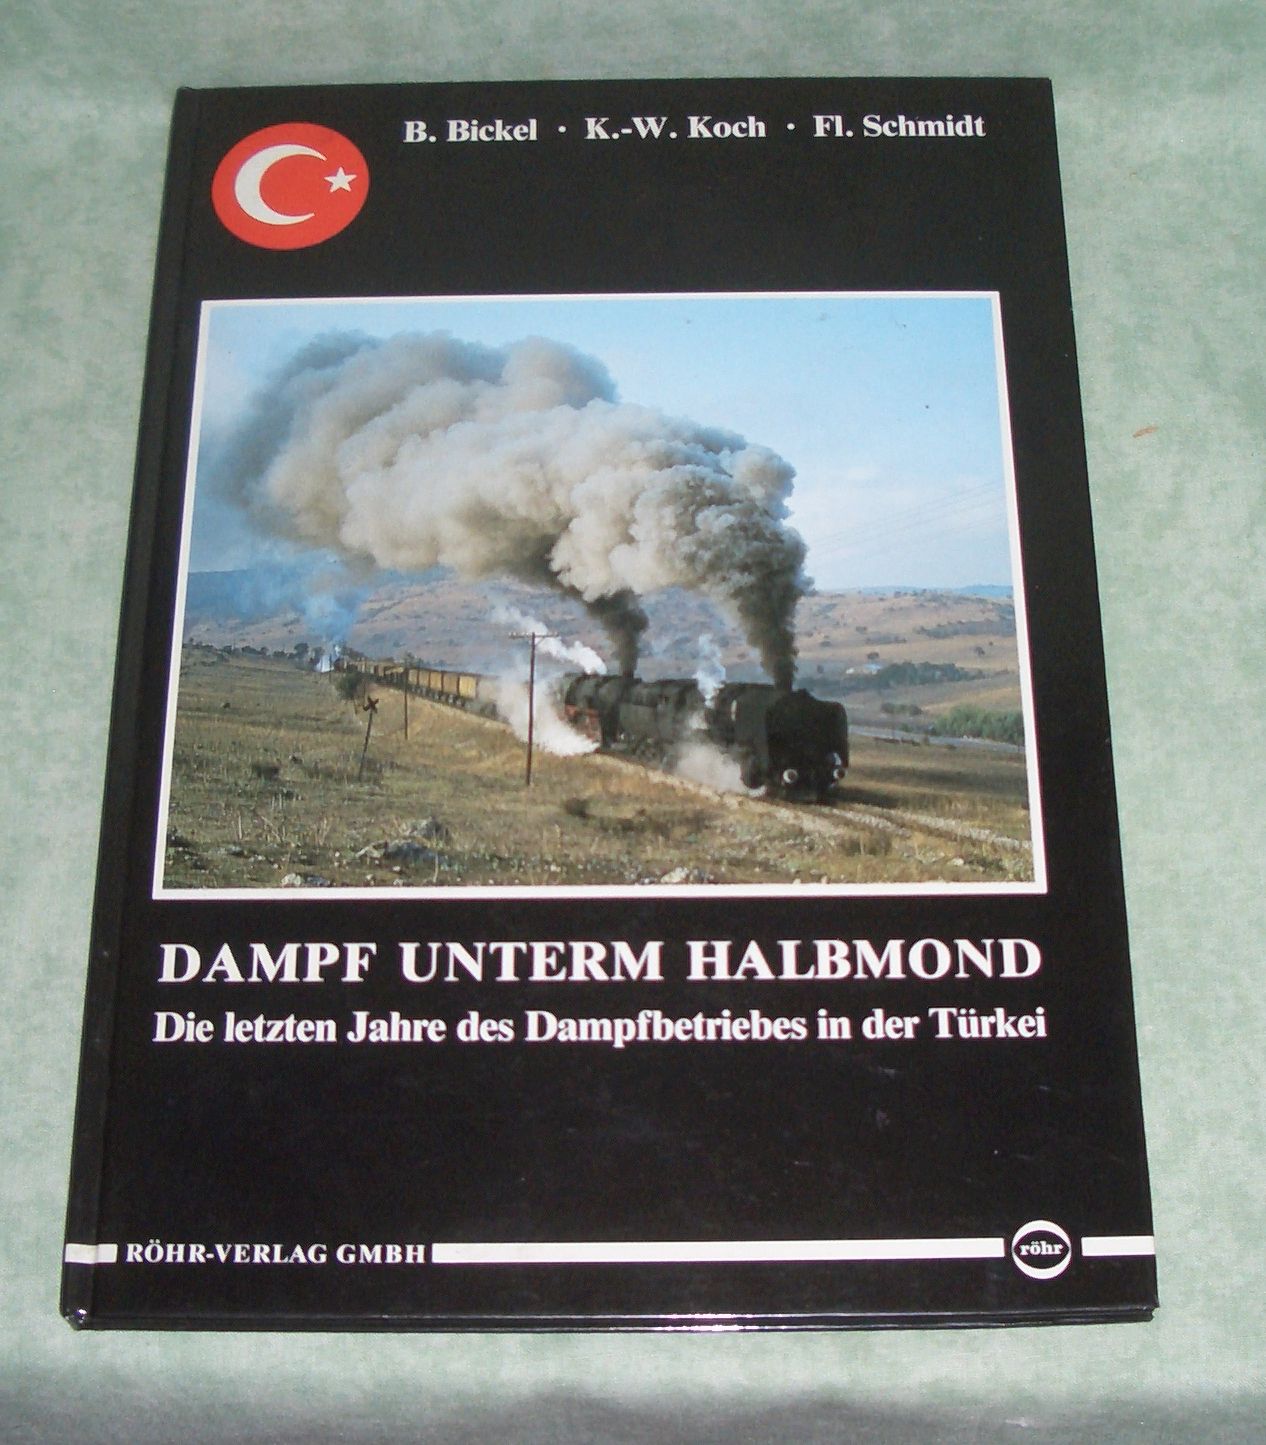 B. Bickel · K.-W. Koch · Fl. Schmidt
DAMPF UNTERM HALBMOND
Die letzten Jahre des Dampfbetriebes in der Türkei
RÖHR-VERLAG GMBH
röhr